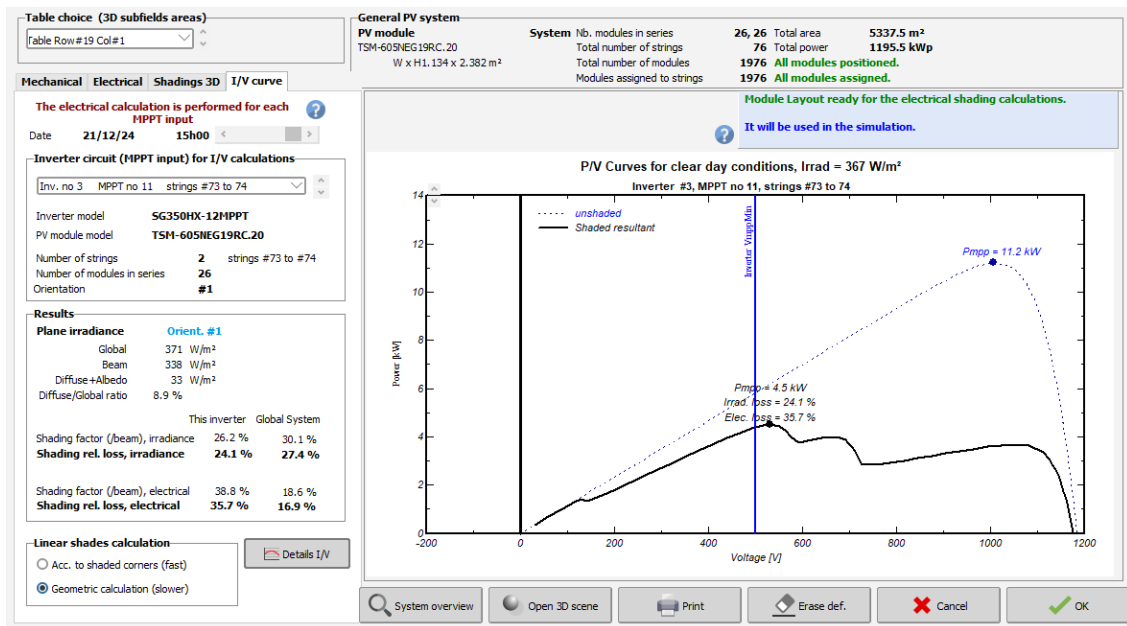 Table choice (3D subfields areas)
Table Row#19 Col#1
General PV system
PV module
TSM-605NEG19RC.20
W x H1.134 x 2.382 m²
System Nb. modules in series 26, 26 Total area 5337.5 m²
Total number of strings 76 Total power 1195.5 kWp
Total number of modules 1976 All modules positioned.
Modules assigned to strings 1976 All modules assigned.
Mechanical Electrical Shadings 3D I/V curve
The electrical calculation is performed for each
MPPT input
?
Date 21/12/24 15h00
Inverter circuit (MPPT input) for I/V calculations
Inv. no 3 MPPT no 11 strings #73 to 74
Inverter model SG350HX-12MPPT
PV module model TSM-605NEG19RC.20
Number of strings 2 strings #73 to #74
Number of modules in series 26
Orientation #1
Results
Plane irradiance Orient. #1
Global 371 W/m²
Beam 338 W/m²
Diffuse+Albedo 33 W/m²
Diffuse/Global ratio 8.9 %
This inverter Global System
Shading factor (/beam), irradiance 26.2 % 30.1 %
Shading rel. loss, irradiance 24.1 % 27.4 %
Shading factor (/beam), electrical 38.8 % 18.6 %
Shading rel. loss, electrical 35.7 % 16.9 %
Linear shades calculation
Acc. to shaded corners (fast)
Geometric calculation (slower)
Details I/V
Module Layout ready for the electrical shading calculations.
?
It will be used in the simulation.
P/V Curves for clear day conditions, Irrad = 367 W/m²
Inverter #3, MPPT no 11, strings #73 to 74
unshaded
Shaded resultant
Inverter VmppMin
Pmpp = 11.2 kW
Pmpp = 4.5 kW
Irrad. loss = 24.1 %
Elec. loss = 35.7 %
Power [kW]
14
12
10
8
6
4
2
0
-200 0 200 400 600 800 1000 1200
Voltage [V]
System overview Open 3D scene Print Erase def. Cancel OK